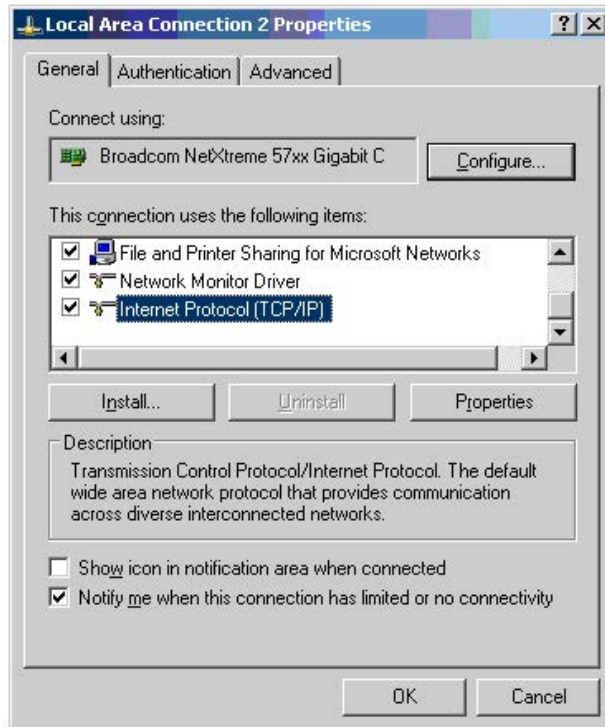 Local Area Connection 2 Properties
General Authentication Advanced
Connect using:
Broadcom NetXtreme 57xx Gigabit C Configure...
This connection uses the following items:
File and Printer Sharing for Microsoft Networks
Network Monitor Driver
Internet Protocol (TCP/IP)
Install... Uninstall Properties
Description
Transmission Control Protocol/Internet Protocol. The default
wide area network protocol that provides communication
across diverse interconnected networks.
Show icon in notification area when connected
Notify me when this connection has limited or no connectivity
OK Cancel